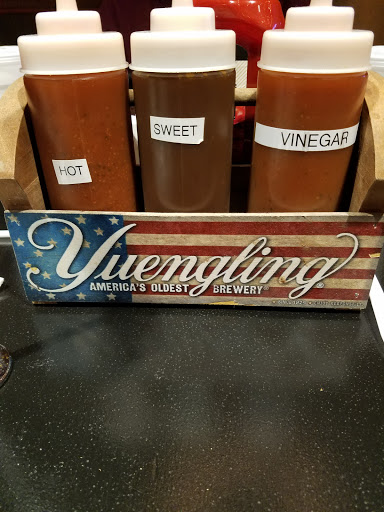 HOT
SWEET
VINEGAR
Yuengling
AMERICA'S OLDEST BREWERY